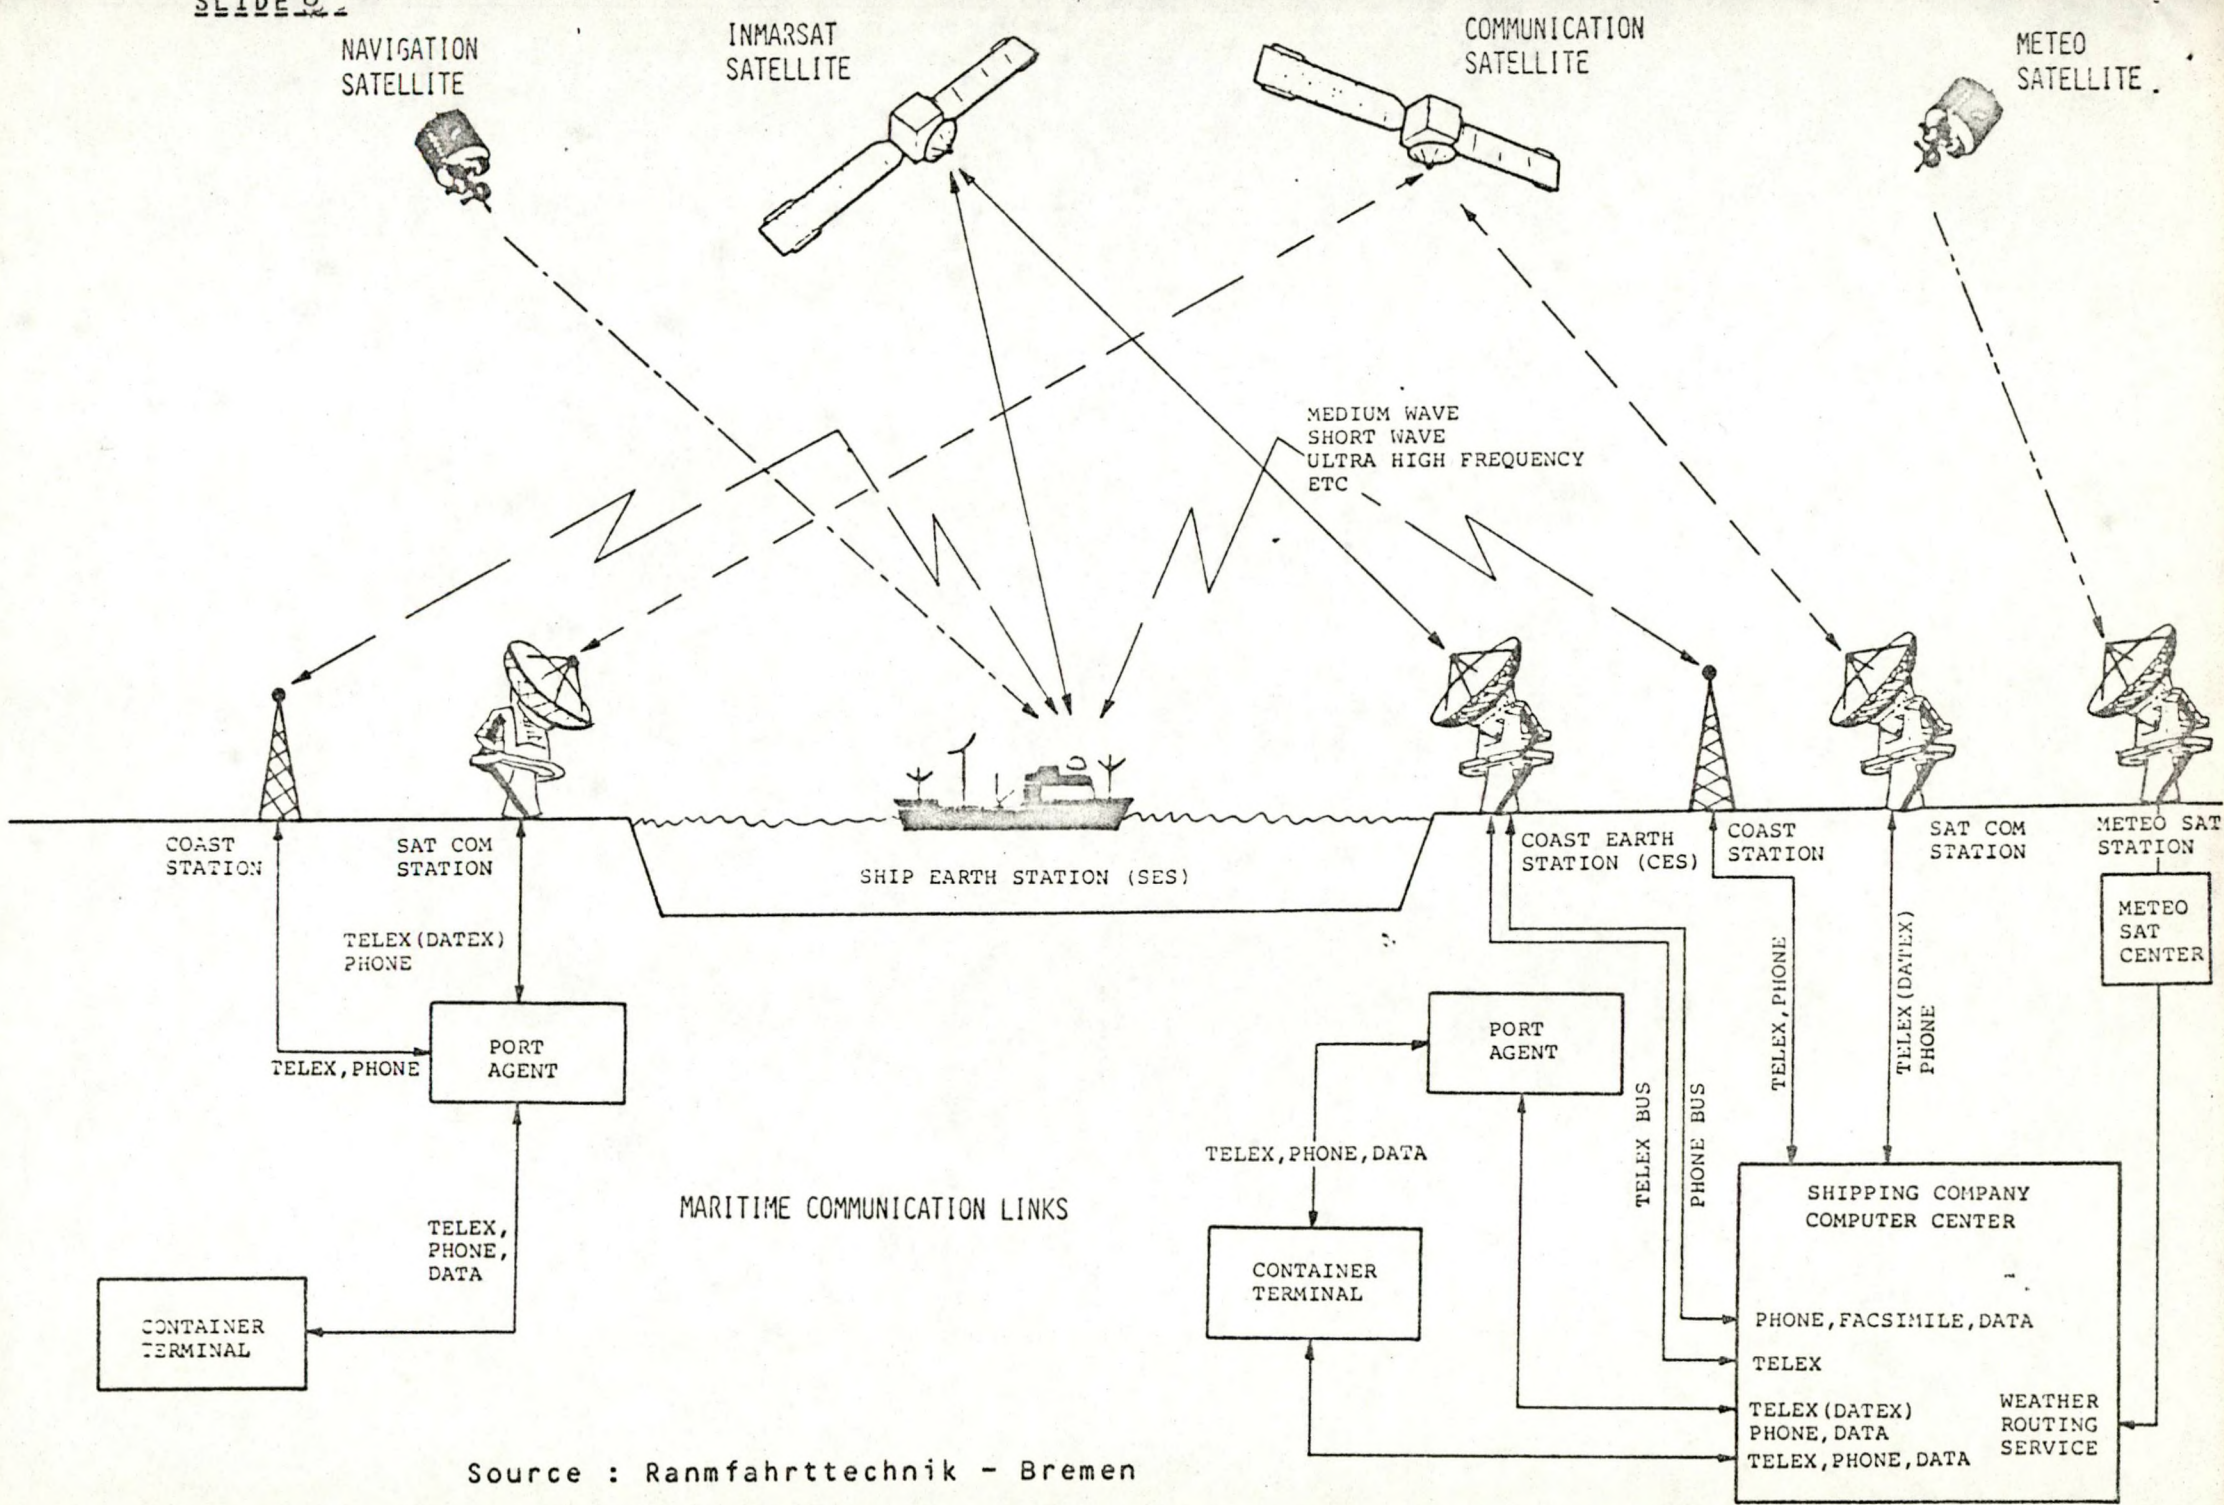 SLIDE
NAVIGATION
SATELLITE
INMARSAT
SATELLITE
COMMUNICATION
SATELLITE
METEO
SATELLITE.
MEDIUM WAVE
SHORT WAVE
ULTRA HIGH FREQUENCY
ETC
COAST
STATION
SAT COM
STATION
SHIP EARTH STATION (SES)
COAST EARTH
STATION (CES)
COAST
STATION
SAT COM
STATION
METEO SAT
STATION
METEO
SAT
CENTER
TELEX(DATEX)
PHONE
TELEX,PHONE
PORT
AGENT
TELEX,
PHONE,
DATA
CONTAINER
TERMINAL
MARITIME COMMUNICATION LINKS
PORT
AGENT
TELEX,PHONE,DATA
CONTAINER
TERMINAL
TELEX BUS
PHONE BUS
TELEX,PHONE
TELEX(DATEX)
PHONE
SHIPPING COMPANY
COMPUTER CENTER
PHONE,FACSIMILE,DATA
TELEX
TELEX(DATEX)
PHONE,DATA
TELEX,PHONE,DATA
WEATHER
ROUTING
SERVICE
Source : Ranmfahrttechnik - Bremen